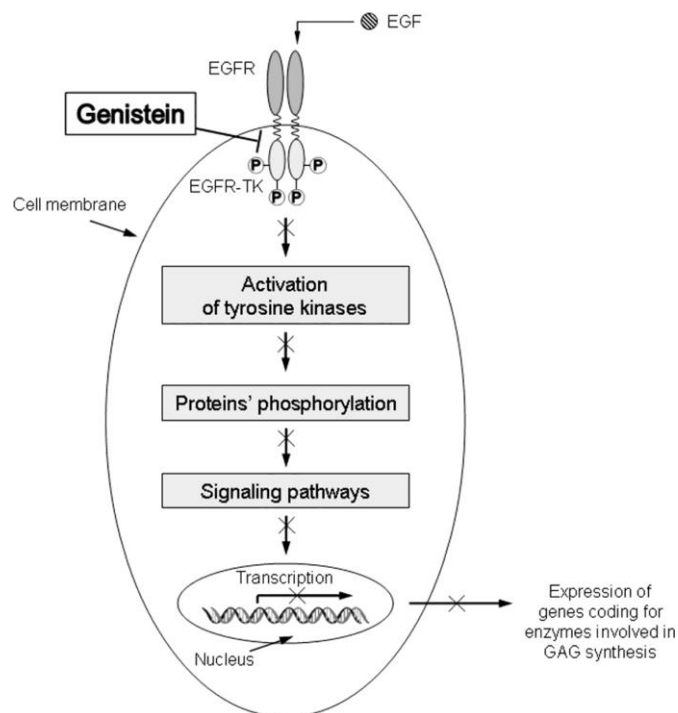 EGF
EGFR
Genistein
P
P
EGFR-TK
P
P
Cell membrane
Activation
of tyrosine kinases
Proteins’ phosphorylation
Signaling pathways
Transcription
Nucleus
Expression of
genes coding for
enzymes involved in
GAG synthesis